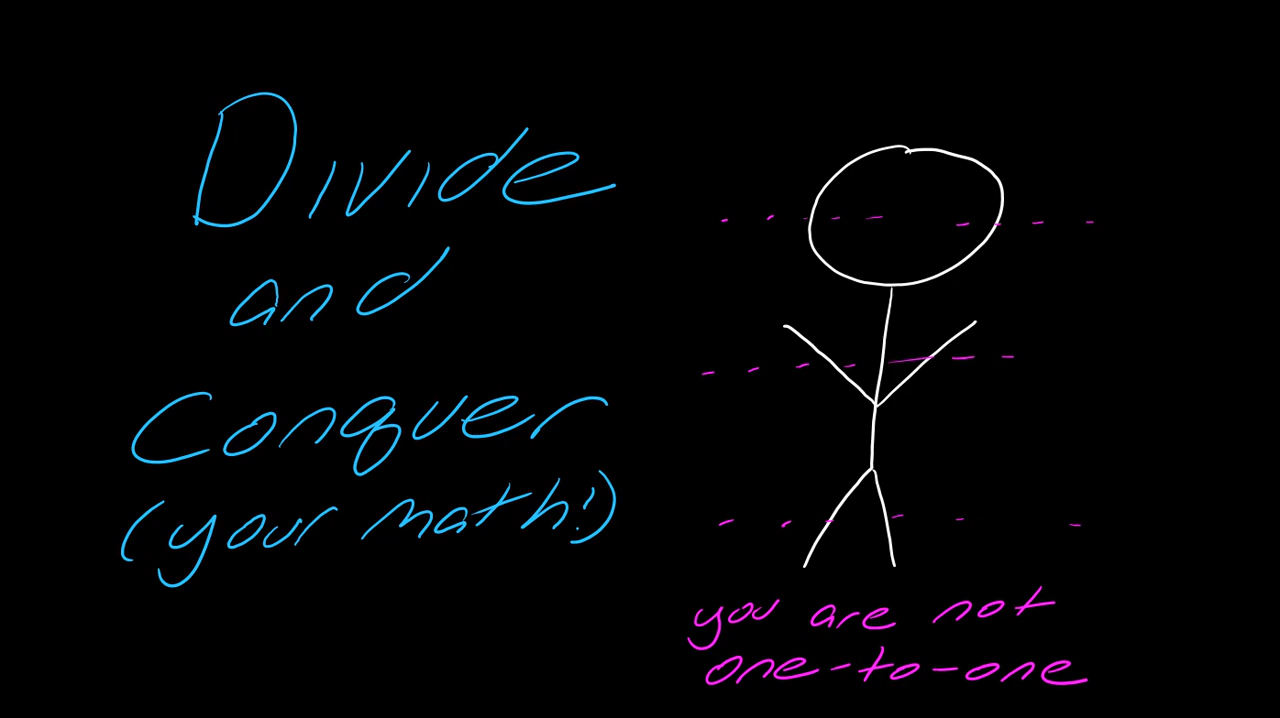 Divide
and
Conquer
(your math!)
you are not
one-to-one